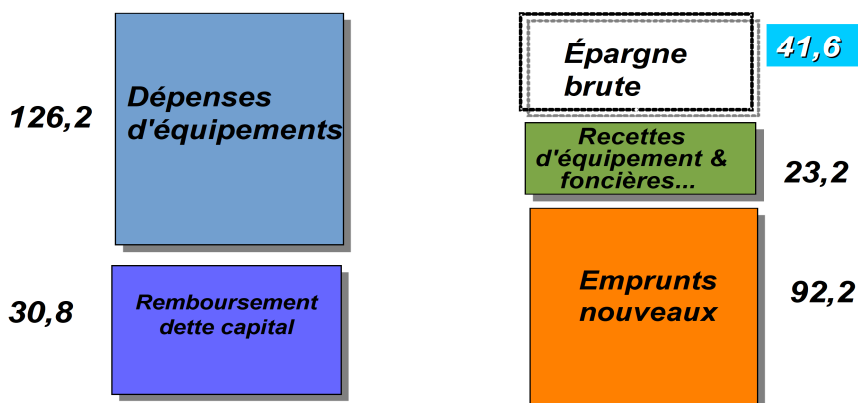 126,2
Dépenses
d'équipements
30,8
Remboursement
dette capital
Épargne
brute
41,6
Recettes
d'équipement &
foncières...
23,2
Emprunts
nouveaux
92,2